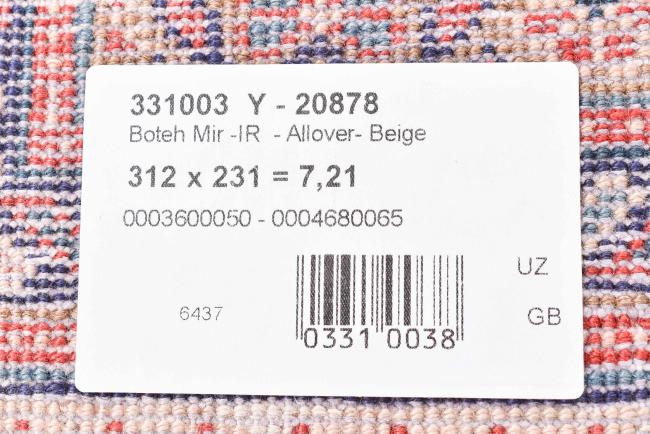 331003 Y - 20878
Boteh Mir -IR - Allover- Beige
312 x 231 = 7,21
0003600050 - 0004680065
UZ
6437
GB
0331 0038